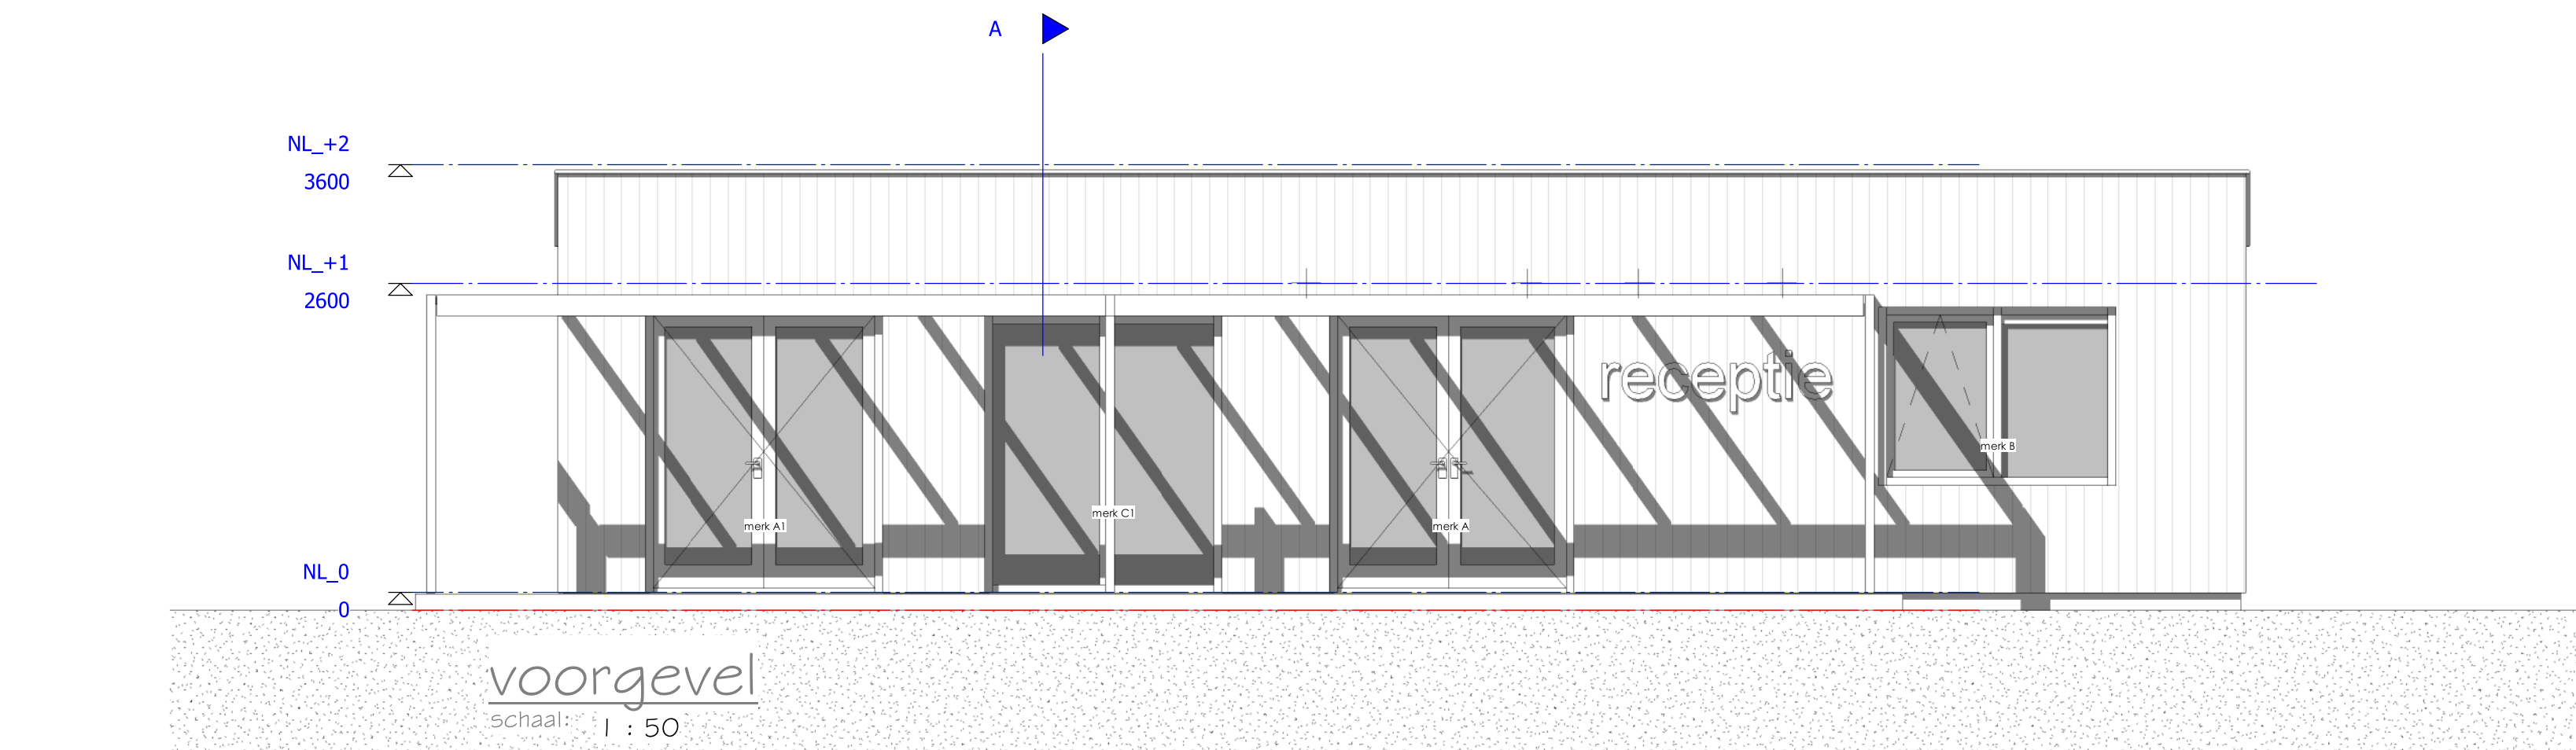 A
NL_+2
3600
NL_+1
2600
receptie
merk B
merk C1
merk A1
merk A
NL_0
0
voorgevel
schaal: 1 : 50